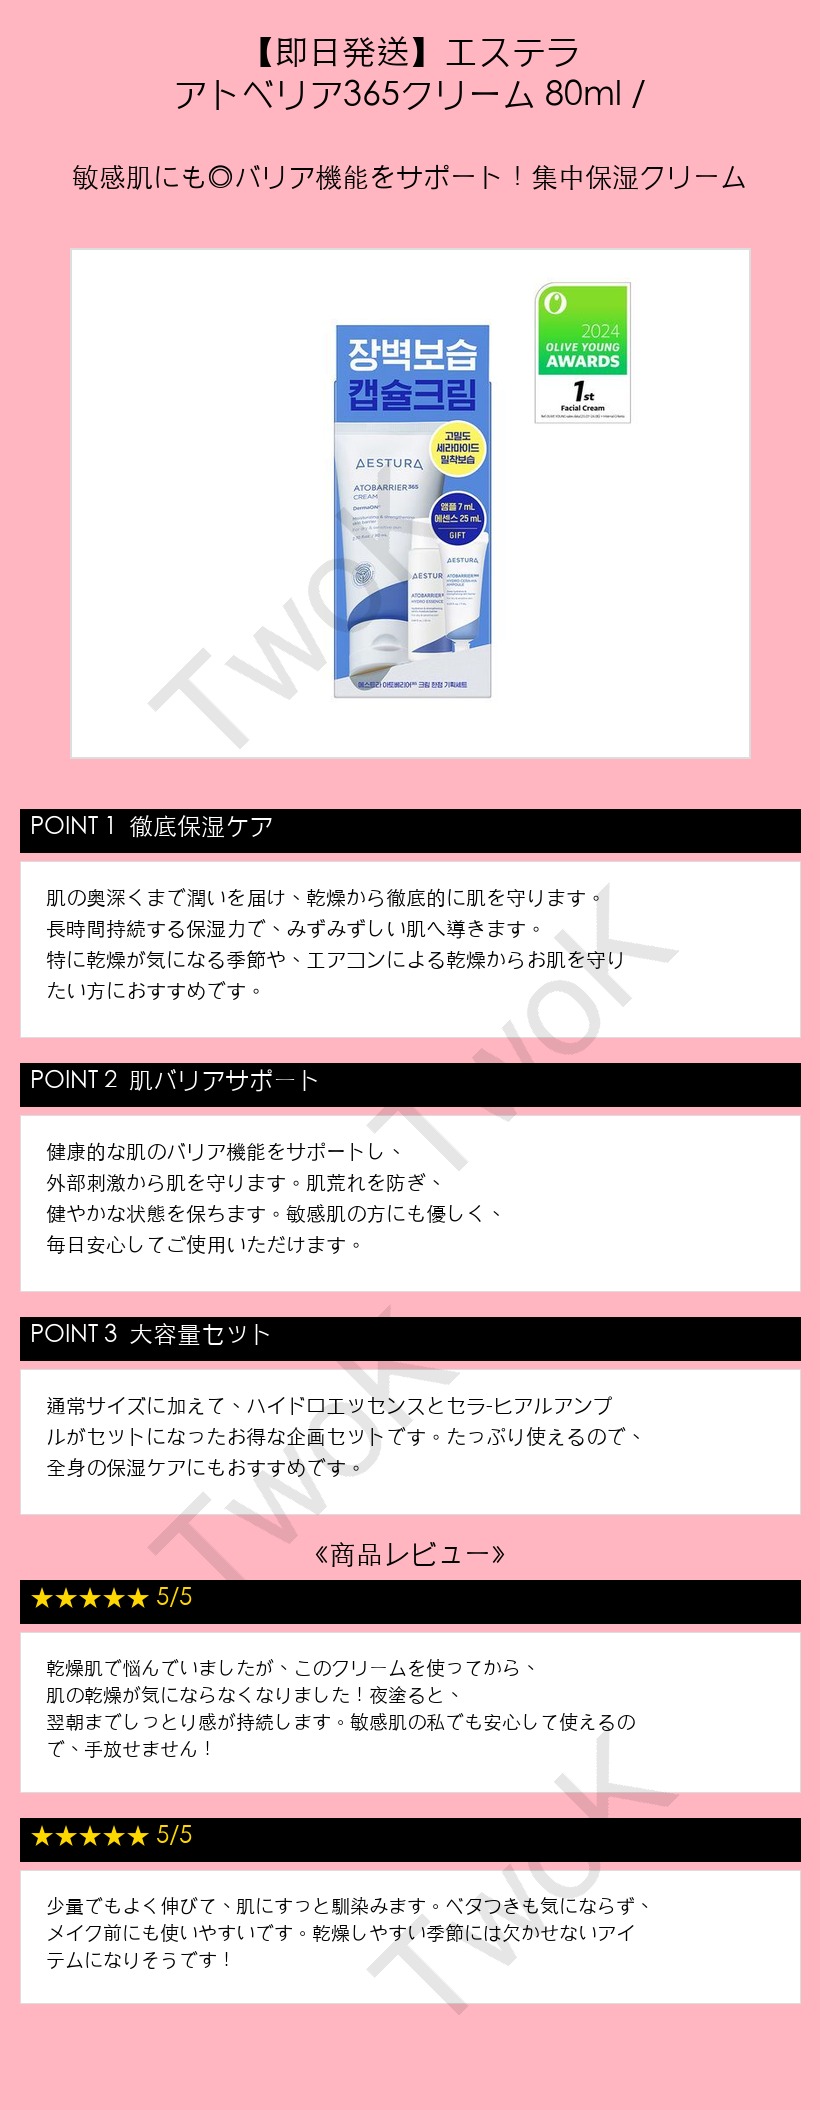 【即日発送】エステラ
アトベリア365クリーム 80ml /
敏感肌にも◎バリア機能をサポート！集中保湿クリーム
2024
OLIVE YOUNG
AWARDS
1st
Facial Cream
장벽보습
캡슐크림
고밀도
세라마이드
밀착보습
AESTURA
ATOBARRIER365
CREAM
DermaON
앰플 7 mL
에센스 25 mL
GIFT
AESTURA
AESTUR
ATOBARRIER
에스트라 아토베리어365 크림 한정 기획세트
TwoK
POINT 1 徹底保湿ケア
肌の奥深くまで潤いを届け、乾燥から徹底的に肌を守ります。
長時間持続する保湿力で、みずみずしい肌へ導きます。
特に乾燥が気になる季節や、エアコンによる乾燥からお肌を守り
たい方におすすめです。
TwoK
POINT 2 肌バリアサポート
健康的な肌のバリア機能をサポートし、
外部刺激から肌を守ります。肌荒れを防ぎ、
健やかな状態を保ちます。敏感肌の方にも優しく、
毎日安心してご使用いただけます。
POINT 3 大容量セット
通常サイズに加えて、ハイドロエッセンスとセラ-ヒアルアンプ
ルがセットになったお得な企画セットです。たっぷり使えるので、
全身の保湿ケアにもおすすめです。
TwoK
《商品レビュー》
★★★★★ 5/5
乾燥肌で悩んでいましたが、このクリームを使ってから、
肌の乾燥が気にならなくなりました！夜塗ると、
翌朝までしっとり感が持続します。敏感肌の私でも安心して使えるの
で、手放せません！
★★★★★ 5/5
少量でもよく伸びて、肌にすっと馴染みます。ベタつきも気にならず、
メイク前にも使いやすいです。乾燥しやすい季節には欠かせないアイ
テムになりそうです！
TwoK